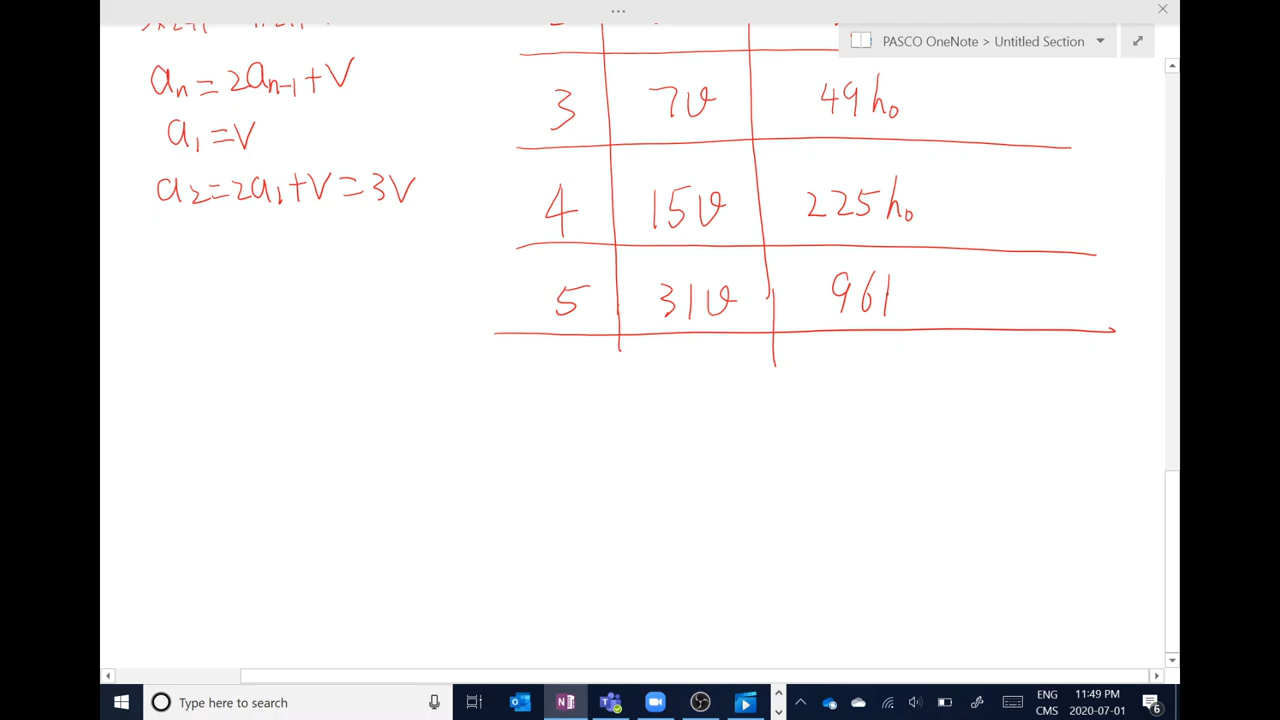 PASCO OneNote > Untitled Section
aₙ = 2aₙ₋₁ + V
a₁ = V
a₂ = 2a₁ + V = 3V
3 7v 49h₀
4 15v 225h₀
5 31v 961
Type here to search
ENG
CMS
11:49 PM
2020-07-01
6